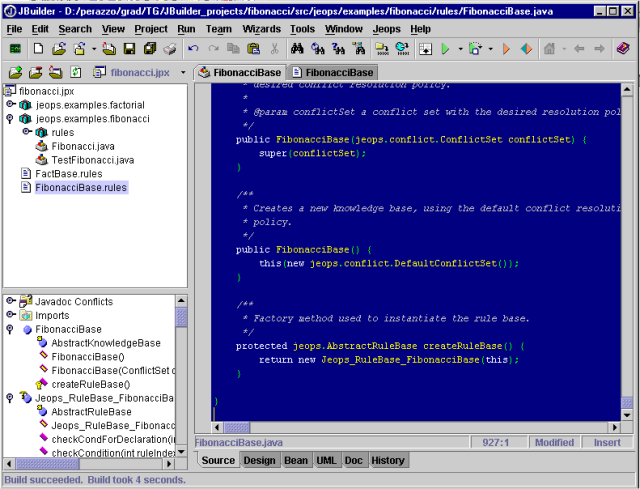 JBuilder - D:/perazzo/grad/TG/JBuilder_projects/fibonacci/src/jeops/examples/fibonacci/rules/FibonacciBase.java
File Edit Search View Project Run Team Wizards Tools Window Jeops Help
fibonacci.jpx
FibonacciBase FibonacciBase
fibonacci.jpx
jeops.examples.factorial
jeops.examples.fibonacci
rules
Fibonacci.java
TestFibonacci.java
FactBase.rules
FibonacciBase.rules
* desired conflict resolution policy.
*
* @param conflictSet a conflict set with the desired resolution pol
*/
public FibonacciBase(jeops.conflict.ConflictSet conflictSet) {
super(conflictSet);
}
/**
* Creates a new knowledge base, using the default conflict resoluti
* policy.
*/
public FibonacciBase() {
this(new jeops.conflict.DefaultConflictSet());
}
/**
* Factory method used to instantiate the rule base.
*/
protected jeops.AbstractRuleBase createRuleBase() {
return new Jeops_RuleBase_FibonacciBase(this);
}
}
Javadoc Conflicts
Imports
FibonacciBase
AbstractKnowledgeBase
FibonacciBase()
FibonacciBase(ConflictSet c
createRuleBase()
Jeops_RuleBase_FibonacciBa
AbstractRuleBase
Jeops_RuleBase_Fibonacci
checkCondForDeclaration(i
checkCondition(int ruleInde
FibonacciBase.java 927:1 Modified Insert
Source Design Bean UML Doc History
Build succeeded. Build took 4 seconds.